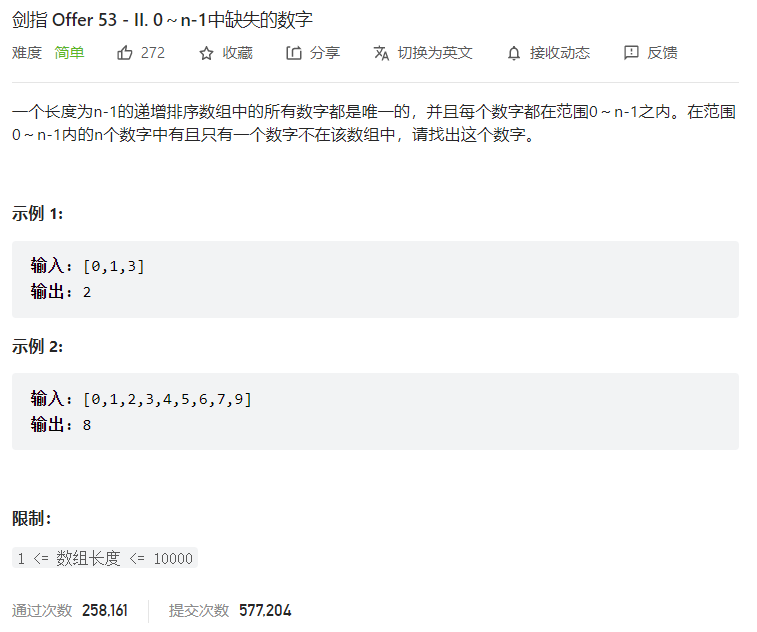 剑指 Offer 53 - II. 0～n-1中缺失的数字
难度 简单 272 收藏 分享 切换为英文 接收动态 反馈
一个长度为n-1的递增排序数组中的所有数字都是唯一的，并且每个数字都在范围0～n-1之内。在范围
0～n-1内的n个数字中有且只有一个数字不在该数组中，请找出这个数字。
示例 1:
输入: [0,1,3]
输出: 2
示例 2:
输入: [0,1,2,3,4,5,6,7,9]
输出: 8
限制：
1 <= 数组长度 <= 10000
通过次数 258,161 提交次数 577,204